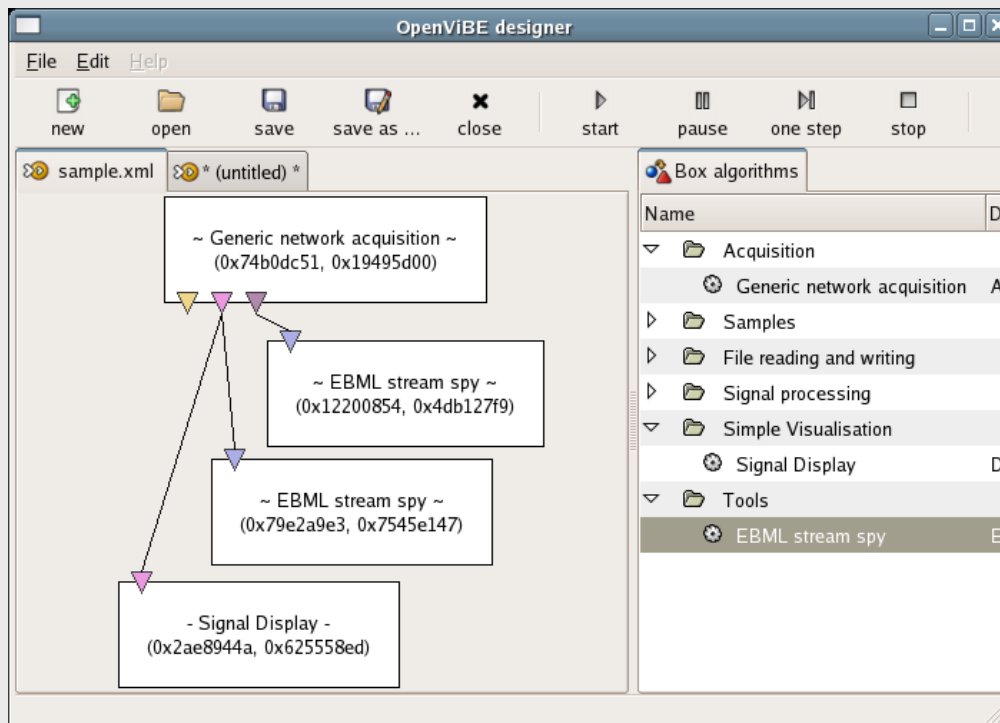 OpenViBE designer
File Edit Help
new open save save as ... close start pause one step stop
sample.xml * (untitled) *
~ Generic network acquisition ~
(0x74b0dc51, 0x19495d00)
~ EBML stream spy ~
(0x12200854, 0x4db127f9)
~ EBML stream spy ~
(0x79e2a9e3, 0x7545e147)
- Signal Display -
(0x2ae8944a, 0x625558ed)
Box algorithms
Name D
Acquisition
Generic network acquisition A
Samples
File reading and writing
Signal processing
Simple Visualisation
Signal Display D
Tools
EBML stream spy E